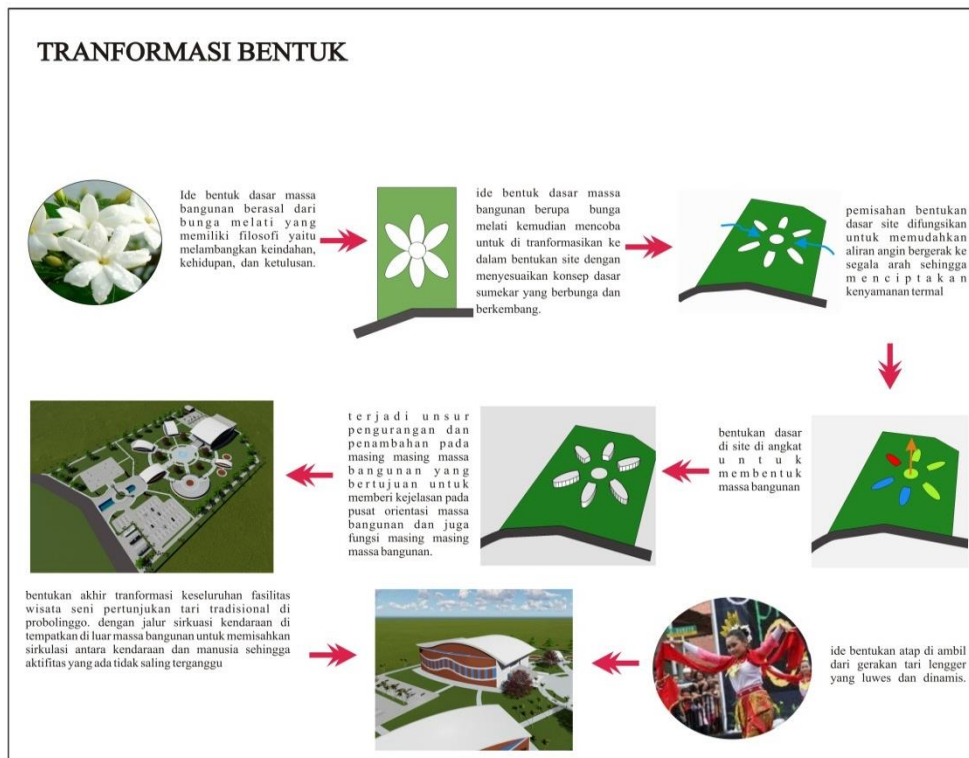 TRANFORMASI BENTUK
Ide bentuk dasar massa
bangunan berasal dari
bunga melati yang
memiliki filosofi yaitu
melambangkan keindahan,
kehidupan, dan ketulusan.
ide bentuk dasar massa
bangunan berupa bunga
melati kemudian mencoba
untuk di tranformasikan ke
dalam bentukan site dengan
menyesuaikan konsep dasar
sumekar yang berbunga dan
berkembang.
pemisahan bentukan
dasar site difungsikan
untuk memudahkan
aliran angin bergerak ke
segala arah sehingga
menciptakan
kenyamanan termal
bentukan dasar
di site di angkat
untuk
membentuk
massa bangunan
terjadi unsur
pengurangan dan
penambahan pada
masing masing massa
bangunan yang
bertujuan untuk
memberi kejelasan pada
pusat orientasi massa
bangunan dan juga
fungsi masing masing
massa bangunan.
bentukan akhir tranformasi keseluruhan fasilitas
wisata seni pertunjukan tari tradisional di
probolinggo. dengan jalur sirkuasi kendaraan di
tempatkan di luar massa bangunan untuk memisahkan
sirkulasi antara kendaraan dan manusia sehingga
aktifitas yang ada tidak saling terganggu
ide bentukan atap di ambil
dari gerakan tari lengger
yang luwes dan dinamis.